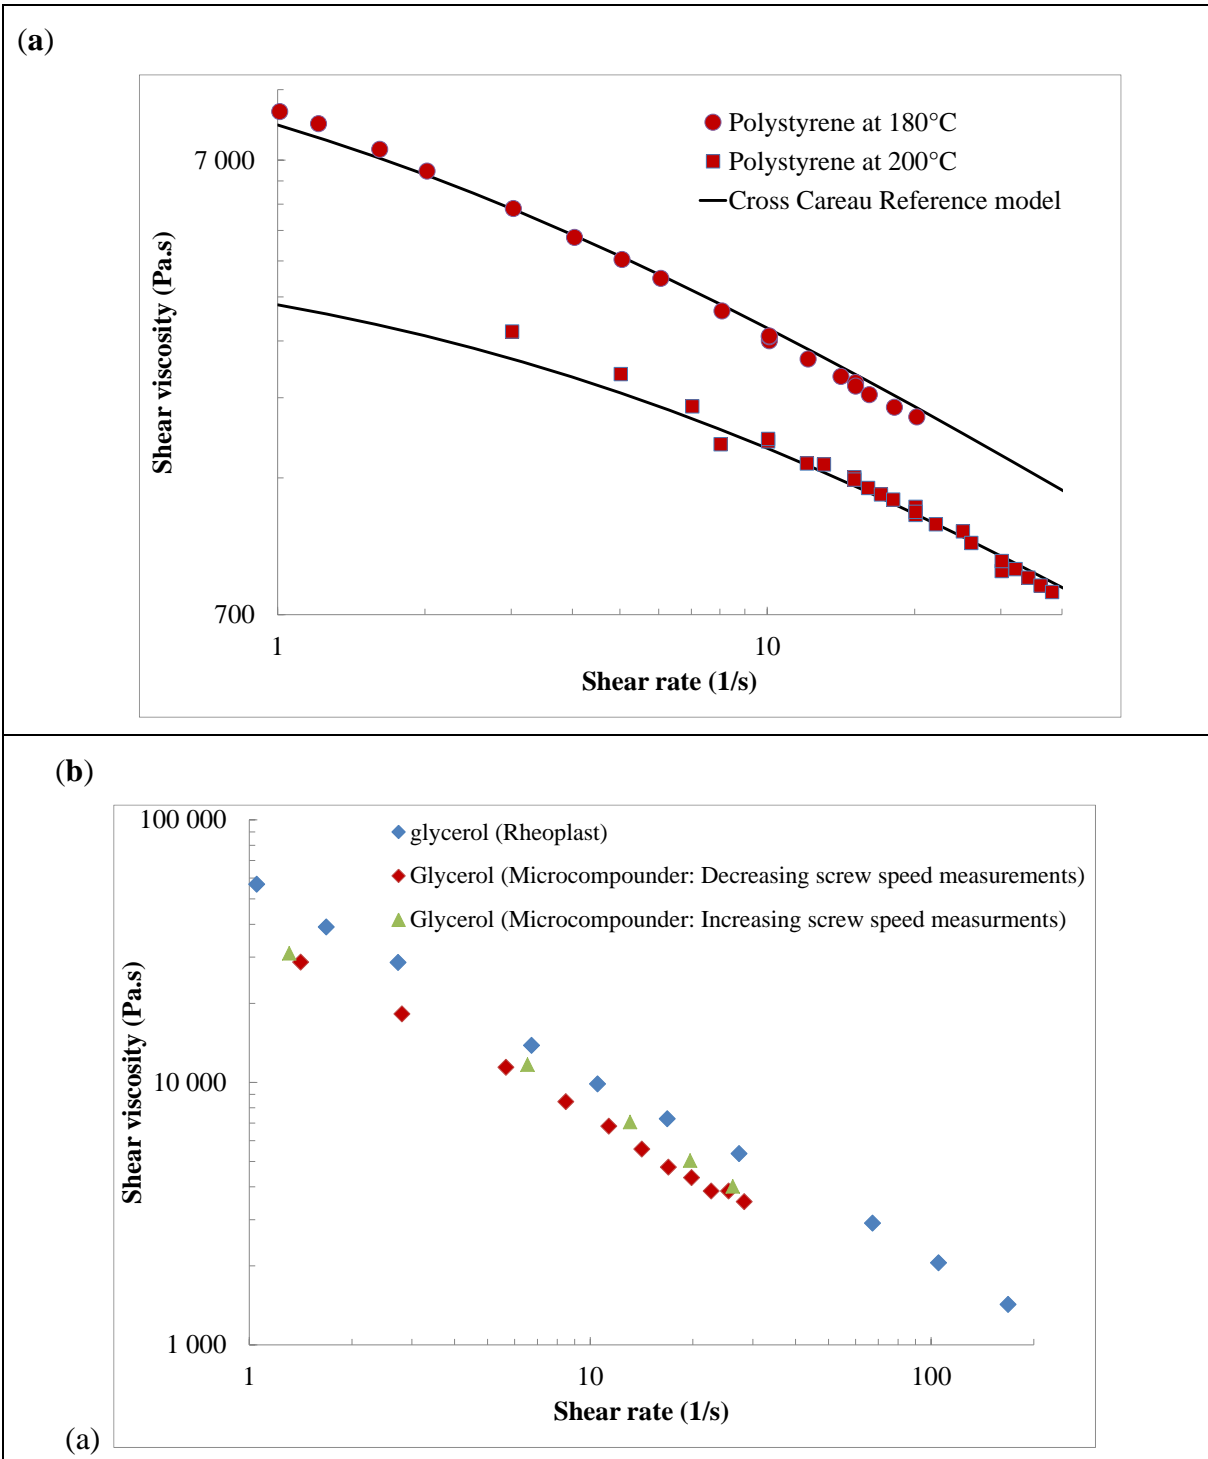 (a)
Polystyrene at 180°C
7 000
Polystyrene at 200°C
Cross Careau Reference model
Shear viscosity (Pa.s)
700
1
10
Shear rate (1/s)
(b)
100 000
glycerol (Rheoplast)
Glycerol (Microcompounder: Decreasing screw speed measurements)
Glycerol (Microcompounder: Increasing screw speed measurments)
Shear viscosity (Pa.s)
10 000
1 000
1
10
100
Shear rate (1/s)
(a)